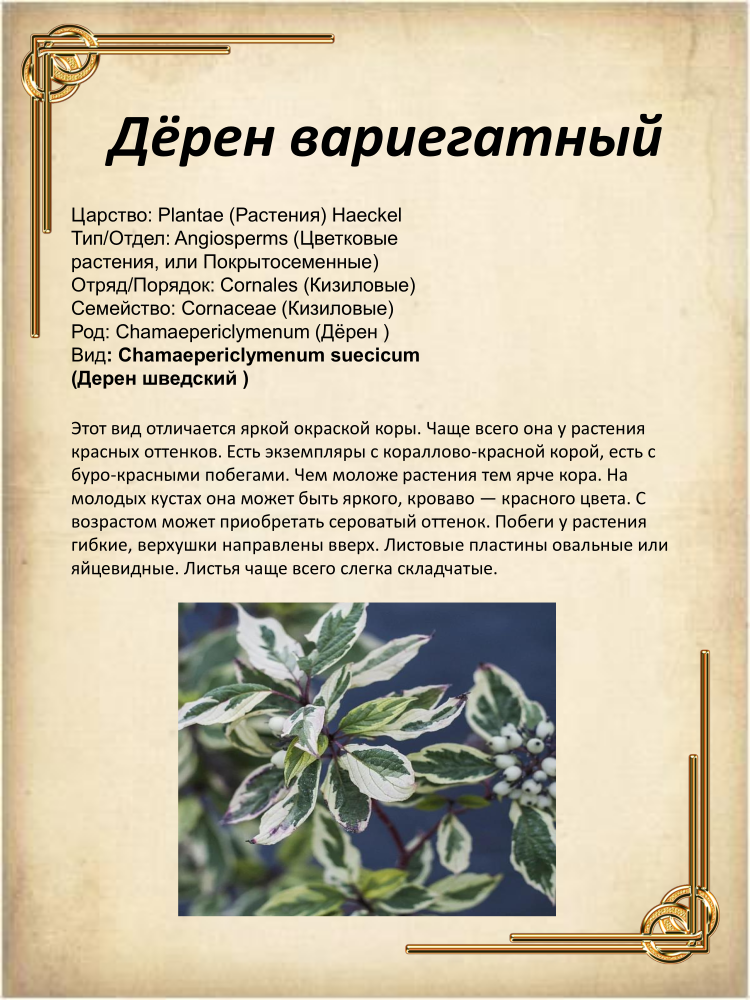 Дёрен вариегатный
Царство: Plantae (Растения) Haeckel
Тип/Отдел: Angiosperms (Цветковые
растения, или Покрытосеменные)
Отряд/Порядок: Cornales (Кизиловые)
Семейство: Cornaceae (Кизиловые)
Род: Chamaepericlymenum (Дёрен )
Вид: Chamaepericlymenum suecicum
(Дерен шведский )
Этот вид отличается яркой окраской коры. Чаще всего она у растения
красных оттенков. Есть экземпляры с кораллово-красной корой, есть с
буро-красными побегами. Чем моложе растения тем ярче кора. На
молодых кустах она может быть яркого, кроваво — красного цвета. С
возрастом может приобретать сероватый оттенок. Побеги у растения
гибкие, верхушки направлены вверх. Листовые пластины овальные или
яйцевидные. Листья чаще всего слегка складчатые.